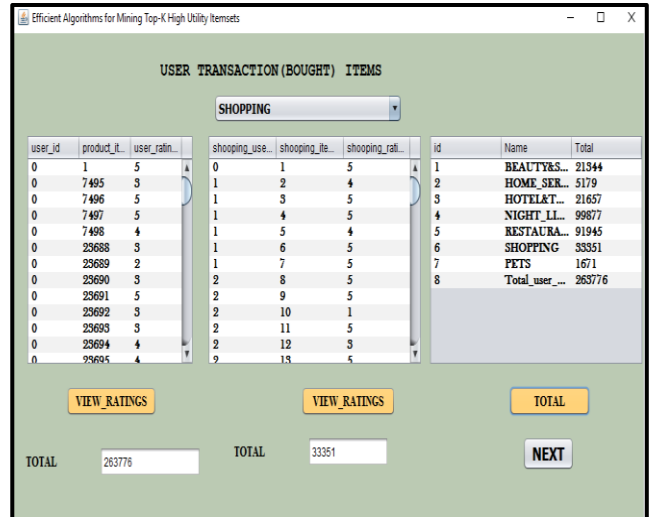 Efficient Algorithms for Mining Top-K High Utility Itemsets
USER TRANSACTION(BOUGHT) ITEMS
SHOPPING
user_id product_it... user_ratin...
0 1 5
0 7495 3
0 7496 5
0 7497 5
0 7498 4
0 23688 3
0 23689 2
0 23690 3
0 23691 5
0 23692 3
0 23693 3
0 23694 4
0 23695 4
shooping_use... shooping_ite... shooping_rati...
0 1 5
1 2 4
1 3 5
1 4 5
1 5 4
1 6 5
1 7 5
2 8 5
2 9 5
2 10 1
2 11 5
2 12 3
2 13 5
id Name Total
1 BEAUTY&S... 21344
2 HOME_SER... 5179
3 HOTEL&T... 21657
4 NIGHT_LI... 99877
5 RESTAURA... 91945
6 SHOPPING 33351
7 PETS 1671
8 Total_user_... 263776
VIEW_RATINGS VIEW_RATINGS TOTAL
TOTAL 263776 TOTAL 33351 NEXT